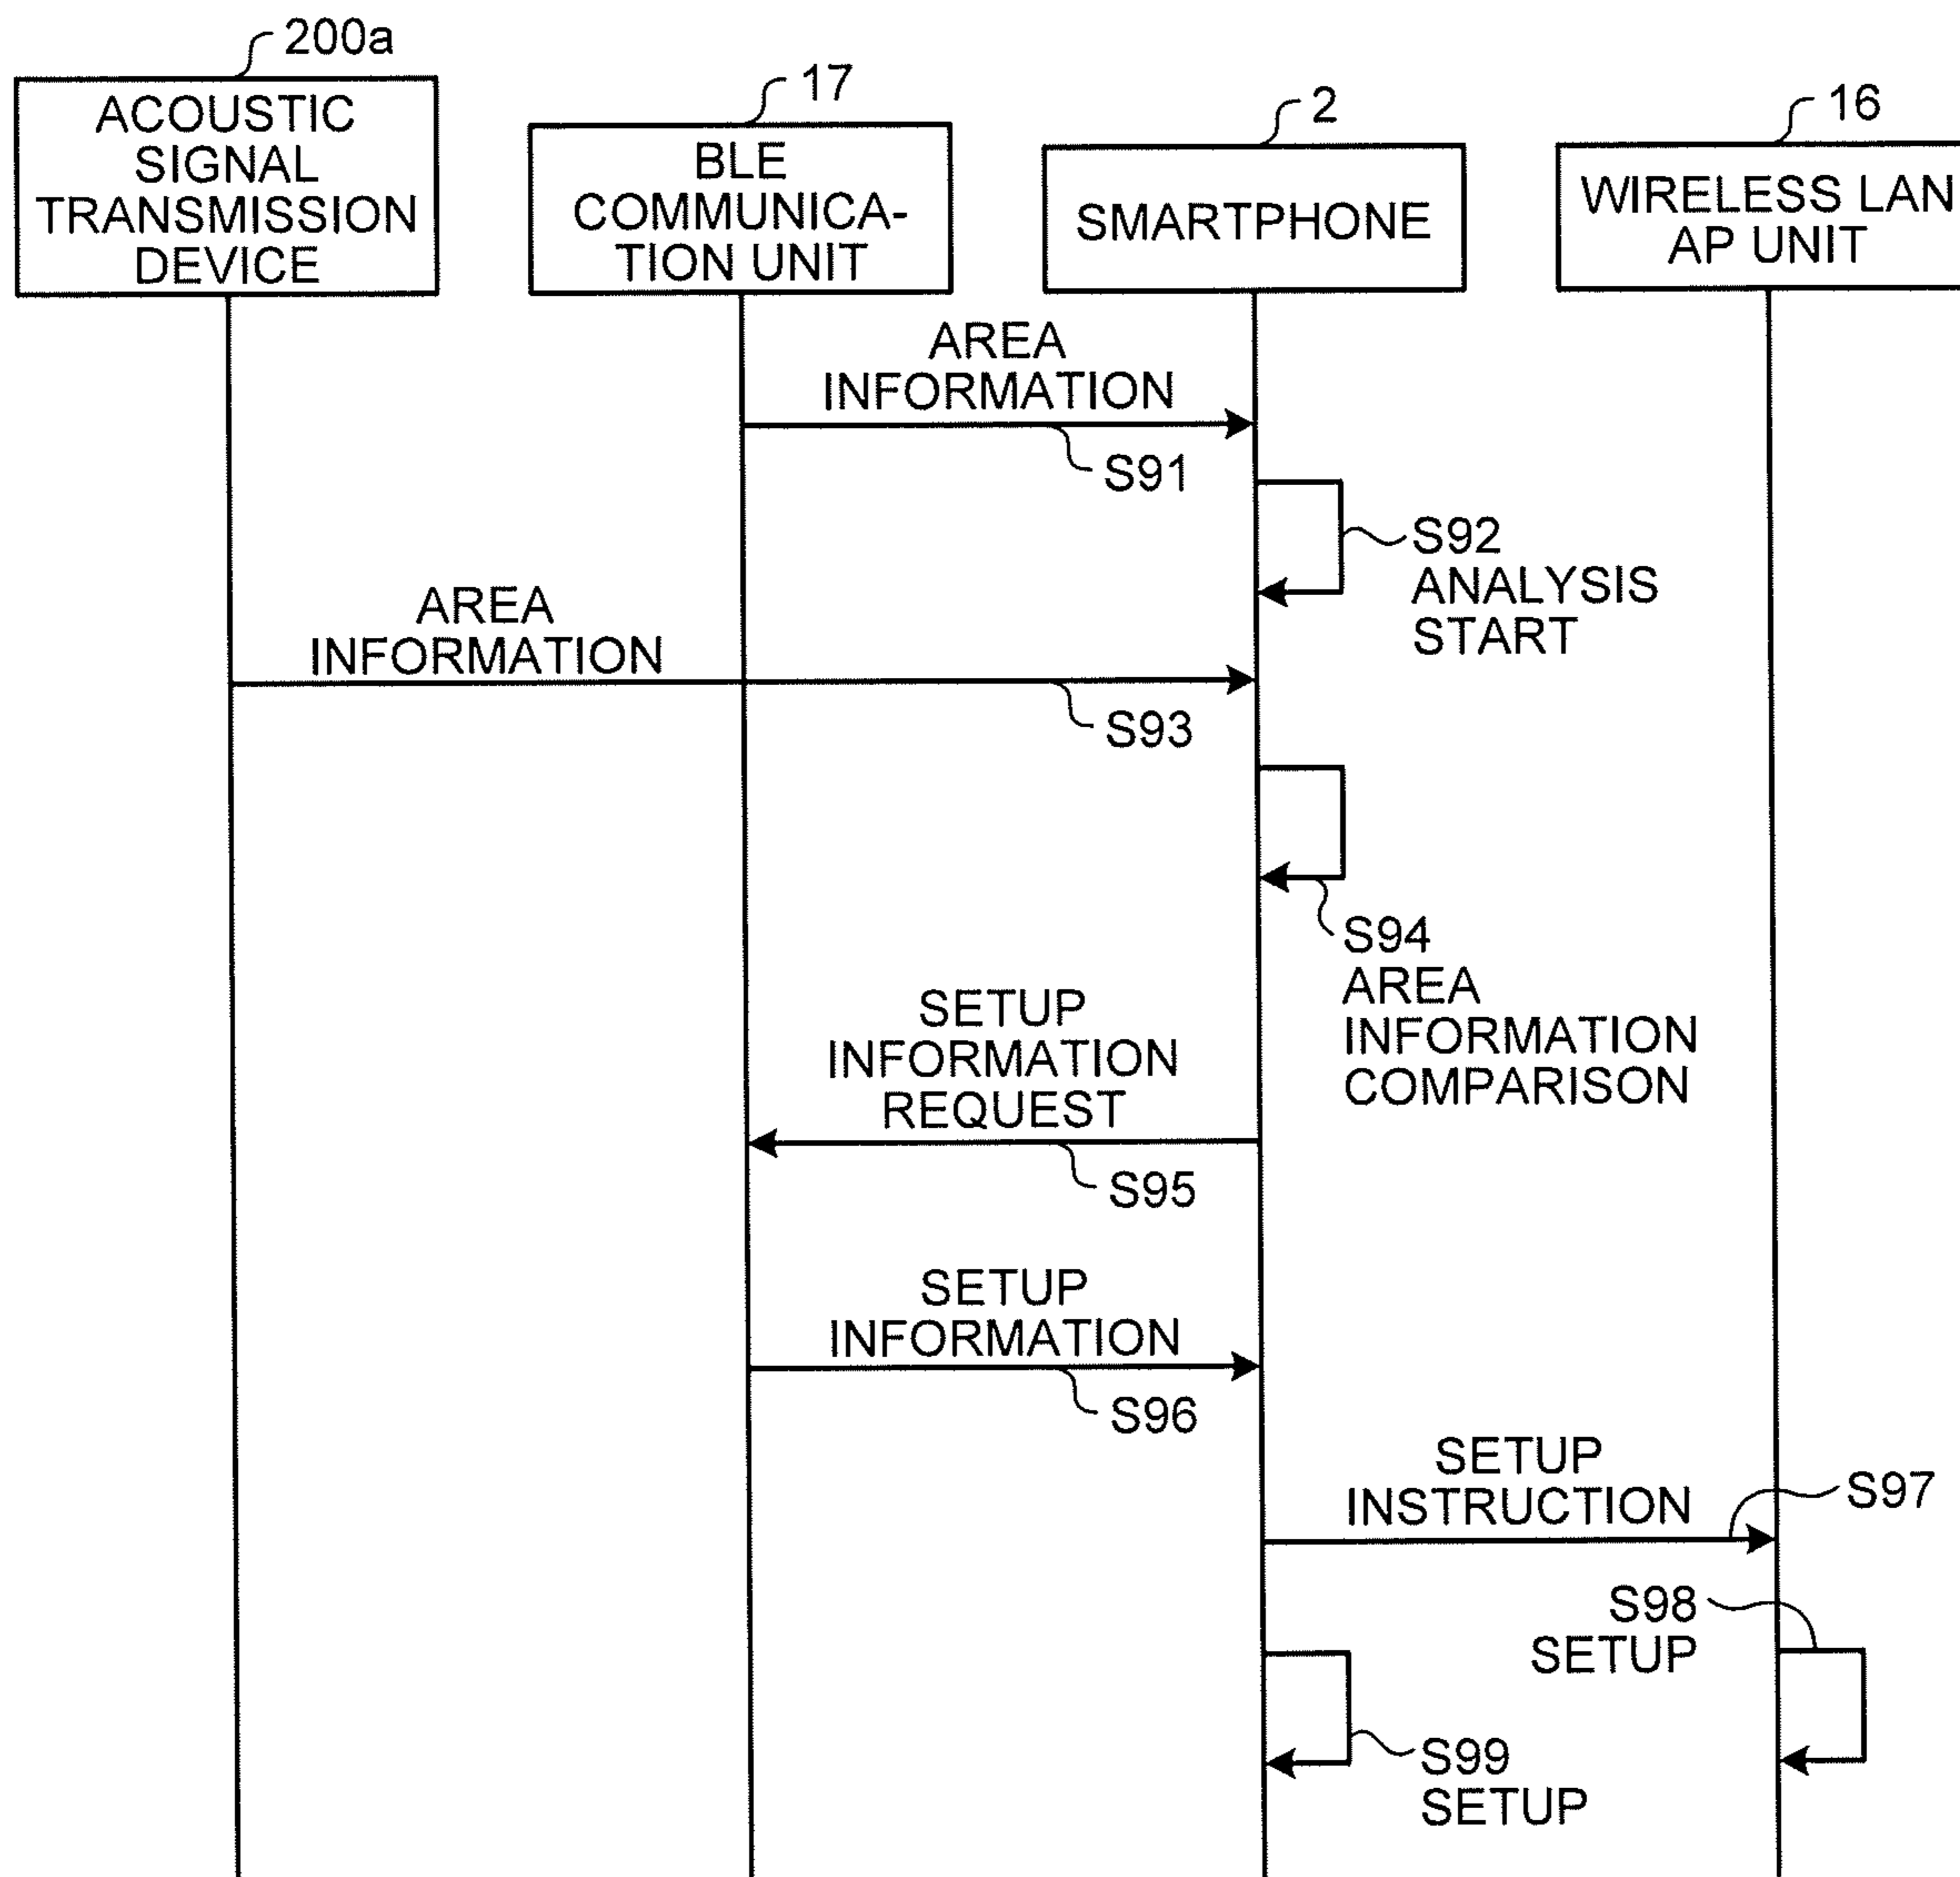 200a
17
2
16
ACOUSTIC
SIGNAL
TRANSMISSION
DEVICE
BLE
COMMUNICA-
TION UNIT
SMARTPHONE
WIRELESS LAN
AP UNIT
AREA
INFORMATION
S91
S92
ANALYSIS
START
AREA
INFORMATION
S93
S94
AREA
INFORMATION
COMPARISON
SETUP
INFORMATION
REQUEST
S95
SETUP
INFORMATION
S96
SETUP
INSTRUCTION
S97
S98
SETUP
S99
SETUP